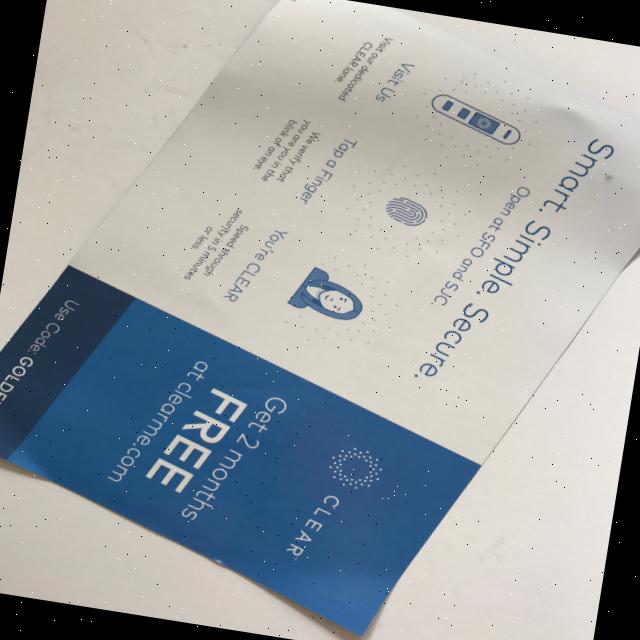 Smart. Simple. Secure.
Open at SFO and SJC.
Visit Us
Visit our dedicated
CLEAR lane.
Tap a Finger
We verify that
you are you in the
blink of an eye.
You're CLEAR
Speed through
security in 5 minutes
or less.
CLEAR
Get 2 months
FREE
at clearme.com
Use Code: